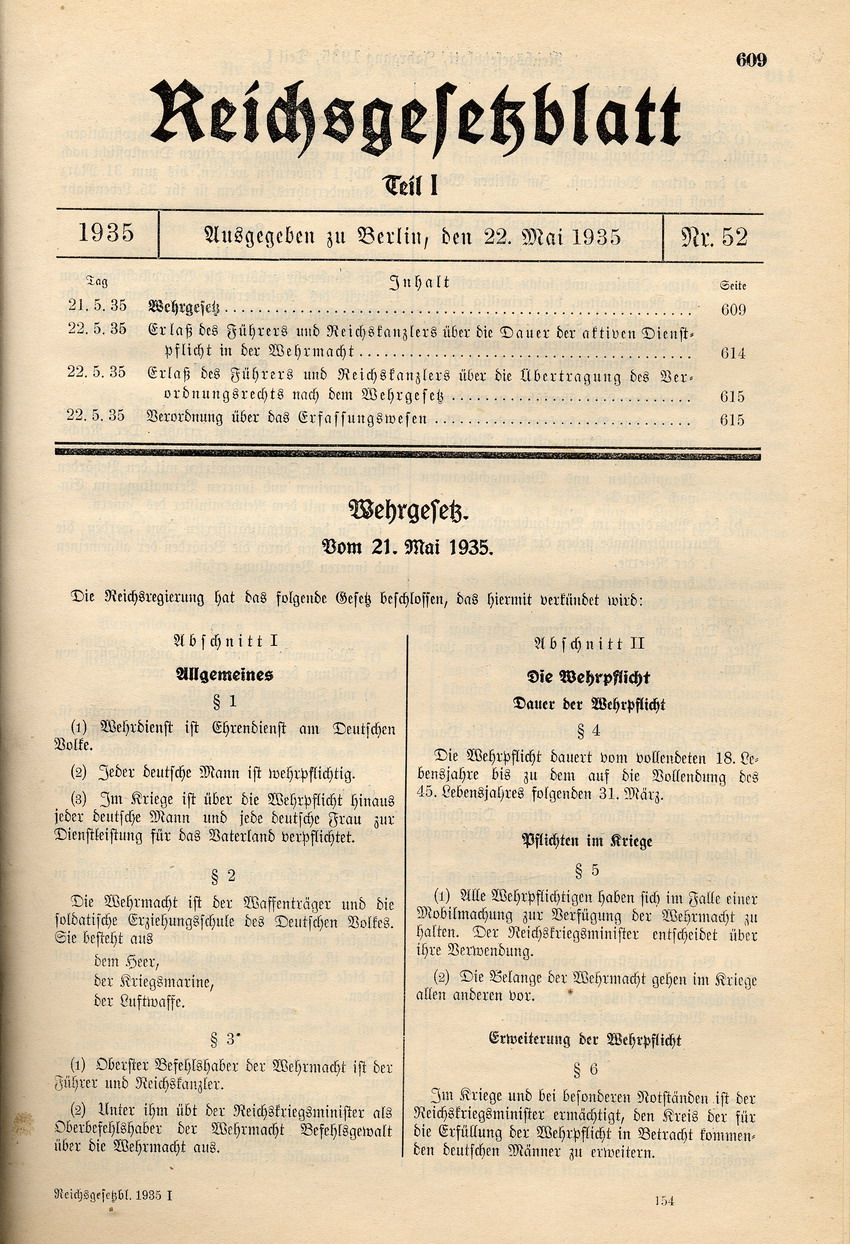 609
Reichsgesetzblatt
Teil I
1935 Ausgegeben zu Berlin, den 22. Mai 1935 Nr. 52
Tag Inhalt Seite
21. 5. 35 Wehrgesetz 609
22. 5. 35 Erlaß des Führers und Reichskanzlers über die Dauer der aktiven Dienst-
pflicht in der Wehrmacht 614
22. 5. 35 Erlaß des Führers und Reichskanzlers über die Übertragung des Ver-
ordnungsrechts nach dem Wehrgesetz 615
22. 5. 35 Verordnung über das Erfassungswesen 615
Wehrgesetz.
Vom 21. Mai 1935.
Die Reichsregierung hat das folgende Gesetz beschlossen, das hiermit verkündet wird:
Abschnitt I
Allgemeines
§ 1
(1) Wehrdienst ist Ehrendienst am Deutschen
Volke.
(2) Jeder deutsche Mann ist wehrpflichtig.
(3) Im Kriege ist über die Wehrpflicht hinaus
jeder deutsche Mann und jede deutsche Frau zur
Dienstleistung für das Vaterland verpflichtet.
§ 2
Die Wehrmacht ist der Waffenträger und die
soldatische Erziehungsschule des Deutschen Volkes.
Sie besteht aus
dem Heer,
der Kriegsmarine,
der Luftwaffe.
§ 3
(1) Oberster Befehlshaber der Wehrmacht ist der
Führer und Reichskanzler.
(2) Unter ihm übt der Reichskriegsminister als
Oberbefehlshaber der Wehrmacht Befehlsgewalt
über die Wehrmacht aus.
Abschnitt II
Die Wehrpflicht
Dauer der Wehrpflicht
§ 4
Die Wehrpflicht dauert vom vollendeten 18. Le-
bensjahre bis zu dem auf die Vollendung des
45. Lebensjahres folgenden 31. März.
Pflichten im Kriege
§ 5
(1) Alle Wehrpflichtigen haben sich im Falle einer
Mobilmachung zur Verfügung der Wehrmacht zu
halten. Der Reichskriegsminister entscheidet über
ihre Verwendung.
(2) Die Belange der Wehrmacht gehen im Kriege
allen anderen vor.
Erweiterung der Wehrpflicht
§ 6
Im Kriege und bei besonderen Notständen ist der
Reichskriegsminister ermächtigt, den Kreis der für
die Erfüllung der Wehrpflicht in Betracht kommen-
den deutschen Männer zu erweitern.
Reichsgesetzbl. 1935 I 154